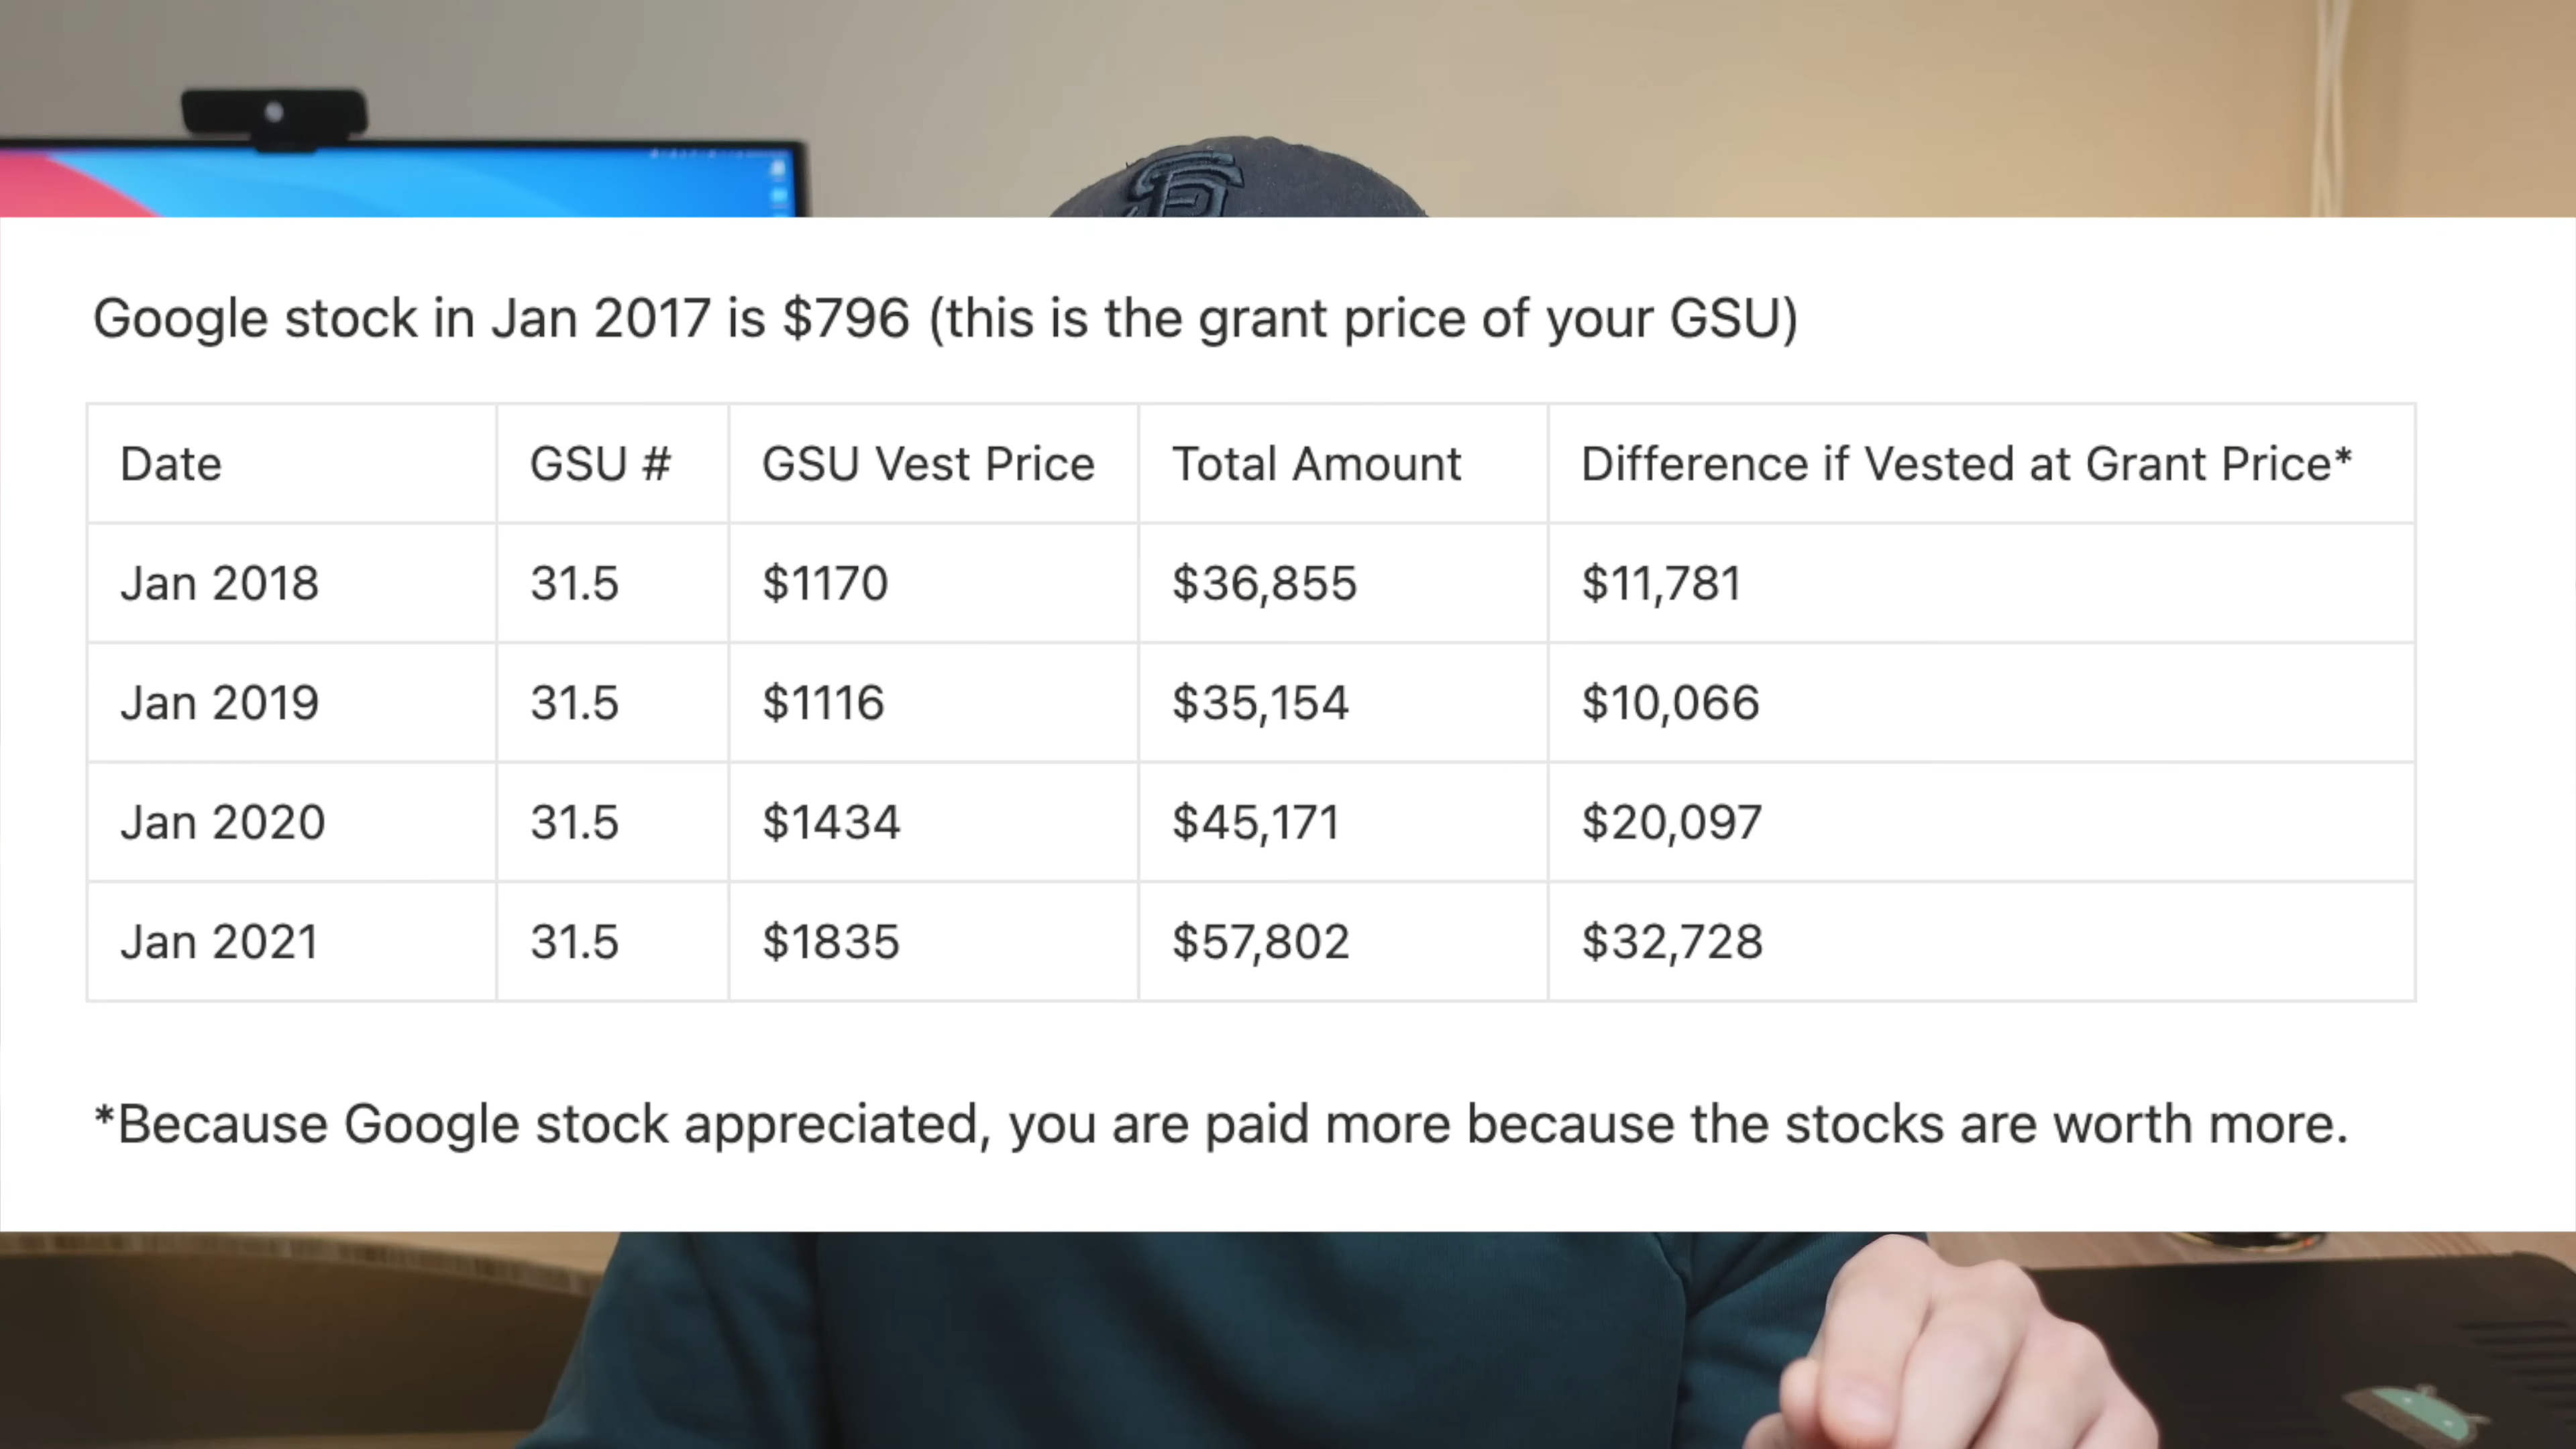 SF
Google stock in Jan 2017 is $796 (this is the grant price of your GSU)
Date GSU # GSU Vest Price Total Amount Difference if Vested at Grant Price*
Jan 2018 31.5 $1170 $36,855 $11,781
Jan 2019 31.5 $1116 $35,154 $10,066
Jan 2020 31.5 $1434 $45,171 $20,097
Jan 2021 31.5 $1835 $57,802 $32,728
*Because Google stock appreciated, you are paid more because the stocks are worth more.